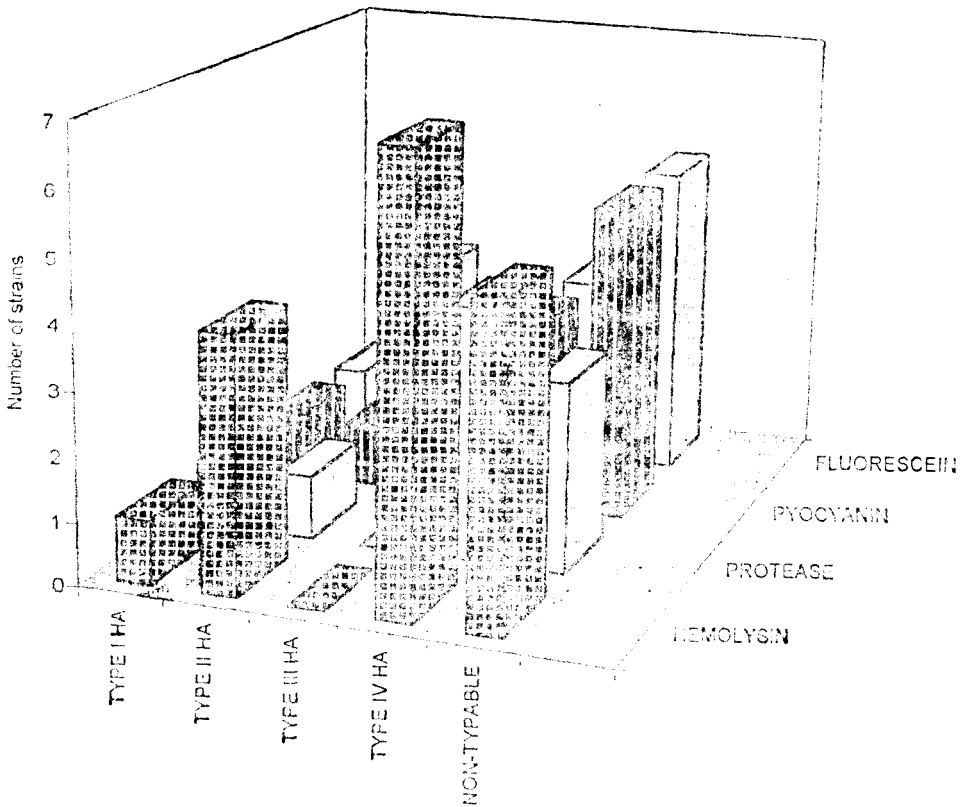 7
6
5
4
3
2
1
0
Number of strains
TYPE I HA
TYPE II HA
TYPE III HA
TYPE IV HA
NON-TYPABLE
FLUORESCEIN
PYOCYANIN
PROTEASE
HEMOLYSIN